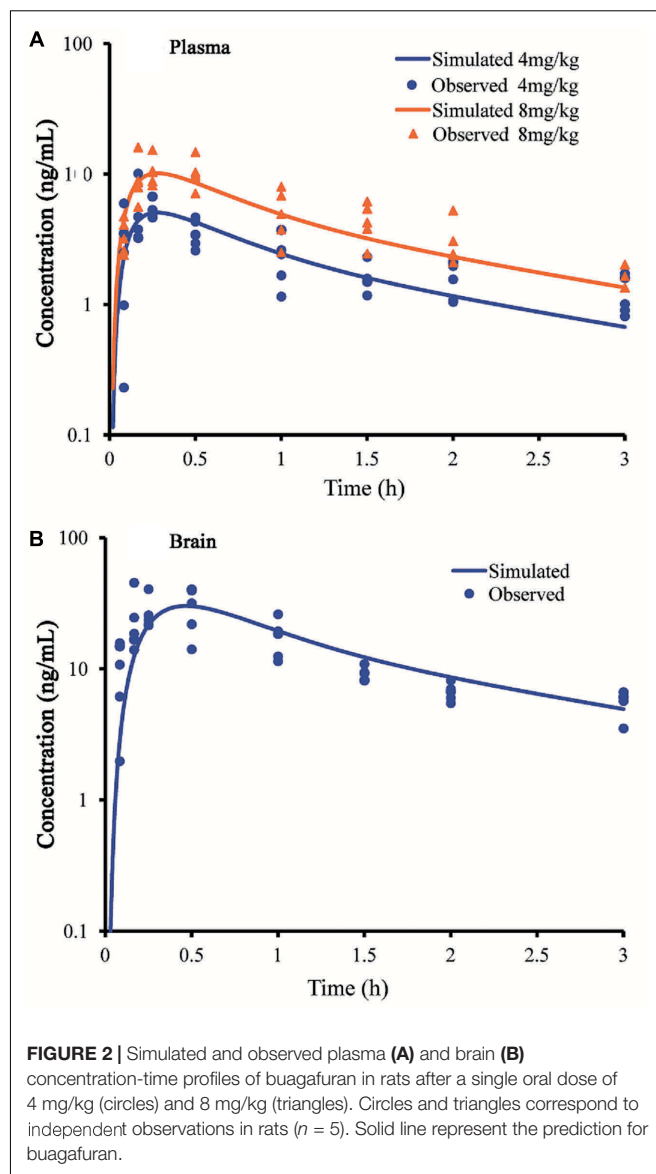 A
Plasma
100
10
1
0.1
Concentration (ng/mL)
Simulated 4mg/kg
Observed 4mg/kg
Simulated 8mg/kg
Observed 8mg/kg
0 0.5 1 1.5 2 2.5 3
Time (h)
B
Brain
100
10
1
0.1
Concentration (ng/mL)
Simulated
Observed
0 0.5 1 1.5 2 2.5 3
Time (h)
FIGURE 2 | Simulated and observed plasma (A) and brain (B)
concentration-time profiles of buagafuran in rats after a single oral dose of
4 mg/kg (circles) and 8 mg/kg (triangles). Circles and triangles correspond to
independent observations in rats (n = 5). Solid line represent the prediction for
buagafuran.